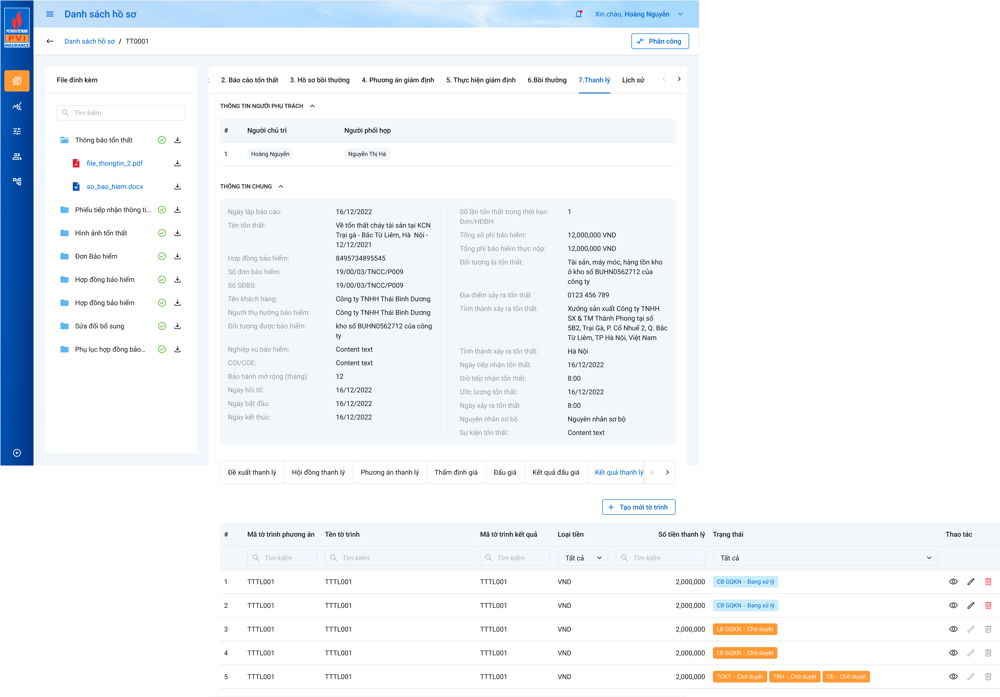 PETROVIETNAM
PVI
INSURANCE
Danh sách hồ sơ
Xin chào, Hoàng Nguyễn
Danh sách hồ sơ / TT0001
Phân công
File đính kèm
Tìm kiếm
Thông báo tổn thất
file_thongtin_2.pdf
so_bao_hiem.docx
Phiếu tiếp nhận thông ti...
Hình ảnh tổn thất
Đơn Bảo hiểm
Hợp đồng bảo hiểm
Hợp đồng bảo hiểm
Sửa đổi bổ sung
Phụ lục hợp đồng bảo...
2. Báo cáo tổn thất
3. Hồ sơ bồi thường
4. Phương án giám định
5. Thực hiện giám định
6.Bồi thường
7.Thanh lý
Lịch sử
THÔNG TIN NGƯỜI PHỤ TRÁCH
# Người chủ trì Người phối hợp
1 Hoàng Nguyễn Nguyễn Thị Hà
THÔNG TIN CHUNG
Ngày lập báo cáo: 16/12/2022
Tên tổn thất: Về tổn thất cháy tài sản tại KCN
Trại gà - Bắc Từ Liêm, Hà Nội -
12/12/2021
Hợp đồng bảo hiểm: 8495734895545
Số đơn bảo hiểm: 19/00/03/TNCC/P009
Số SĐBS: 19/00/03/TNCC/P009
Tên khách hàng: Công ty TNHH Thái Bình Dương
Người thụ hưởng bảo hiểm: Công ty TNHH Thái Bình Dương
Đối tượng được bảo hiểm: kho số BUHN0562712 của công
ty
Nghiệp vụ bảo hiểm: Content text
COI/COE: Content text
Bảo hành mở rộng (tháng): 12
Ngày hồi tố: 16/12/2022
Ngày bắt đầu: 16/12/2022
Ngày kết thúc: 16/12/2022
Số lần tổn thất trong thời hạn 1
Đơn/HĐBH:
Tổng số phí bảo hiểm: 12,000,000 VND
Tổng phí bảo hiểm thực nộp: 12,000,000 VND
Đối tượng bị tổn thất: Tài sản, máy móc, hàng tồn kho
ở kho số BUHN0562712 của
công ty
Địa điểm xảy ra tổn thất 0123 456 789
Tỉnh thành xảy ra tổn thất: Xưởng sản xuất Công ty TNHH
SX & TM Thành Phong tại số
5B2, Trại Gà, P. Cổ Nhuế 2, Q. Bắc
Từ Liêm, TP Hà Nội, Việt Nam
Tỉnh thành xảy ra tổn thất: Hà Nội
Ngày tiếp nhận tổn thất: 16/12/2022
Giờ tiếp nhận tổn thất: 8:00
Ước lượng tổn thất: 16/12/2022
Ngày xảy ra tổn thất 8:00
Nguyên nhân sơ bộ Nguyên nhân sơ bộ
Sự kiện tổn thất: Content text
Đề xuất thanh lý
Hội đồng thanh lý
Phương án thanh lý
Thẩm định giá
Đấu giá
Kết quả đấu giá
Kết quả thanh lý
Tạo mới tờ trình
# Mã tờ trình phương án Tên tờ trình Mã tờ trình kết quả Loại tiền Số tiền thanh lý Trạng thái Thao tác
Tìm kiếm Tìm kiếm Tìm kiếm Tất cả Tìm kiếm Tất cả
1 TTTL001 TTTL001 TTTL001 VND 2,000,000 CB GQKN - Đang xử lý
2 TTTL001 TTTL001 TTTL001 VND 2,000,000 CB GQKN - Đang xử lý
3 TTTL001 TTTL001 TTTL001 VND 2,000,000 LĐ GQKN - Chờ duyệt
4 TTTL001 TTTL001 TTTL001 VND 2,000,000 LĐ GQKN - Chờ duyệt
5 TTTL001 TTTL001 TTTL001 VND 2,000,000 TCKT - Chờ duyệt TBH - Chờ duyệt CĐ - Chờ duyệt